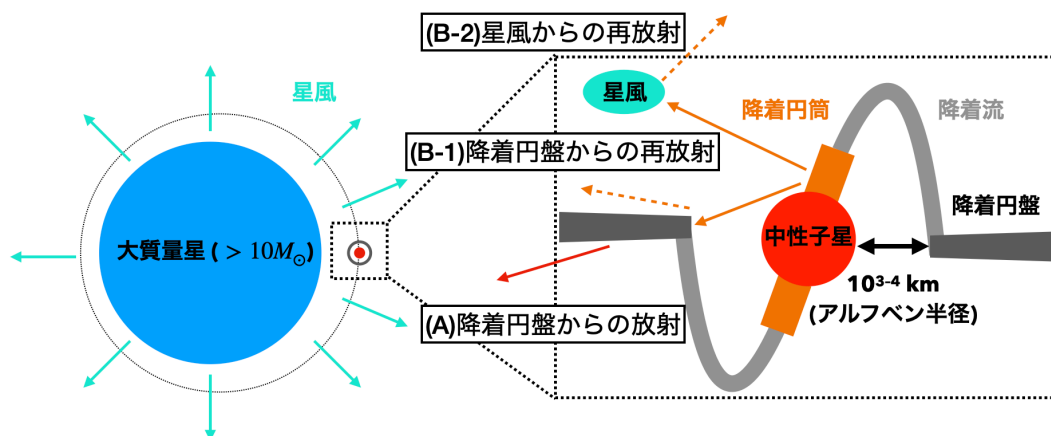 (B-2)星風からの再放射
星風
星風
降着円筒
降着流
(B-1)降着円盤からの再放射
降着円盤
大質量星 ( > 10M⊙)
中性子星
10³⁻⁴ km
(アルフベン半径)
(A)降着円盤からの放射